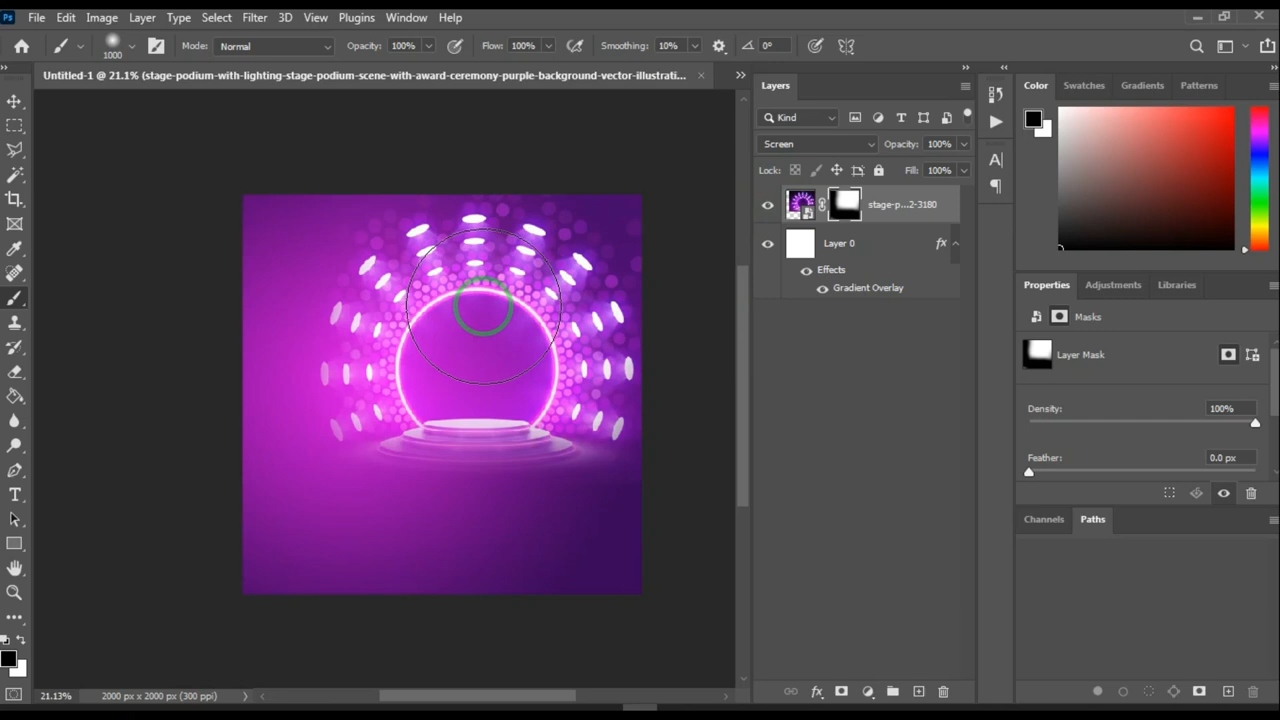 Ps File Edit Image Layer Type Select Filter 3D View Plugins Window Help
1000 Mode: Normal Opacity: 100% Flow: 100% Smoothing: 10% 0°
Untitled-1 @ 21.1% (stage-podium-with-lighting-stage-podium-scene-with-award-ceremony-purple-background-vector-illustrati...
Layers
Kind
Screen Opacity: 100%
Lock: Fill: 100%
stage-p...2-3180
Layer 0 fx
Effects
Gradient Overlay
Color Swatches Gradients Patterns
Properties Adjustments Libraries
Masks
Layer Mask
Density: 100%
Feather: 0.0 px
Channels Paths
21.13% 2000 px x 2000 px (300 ppi)
fx